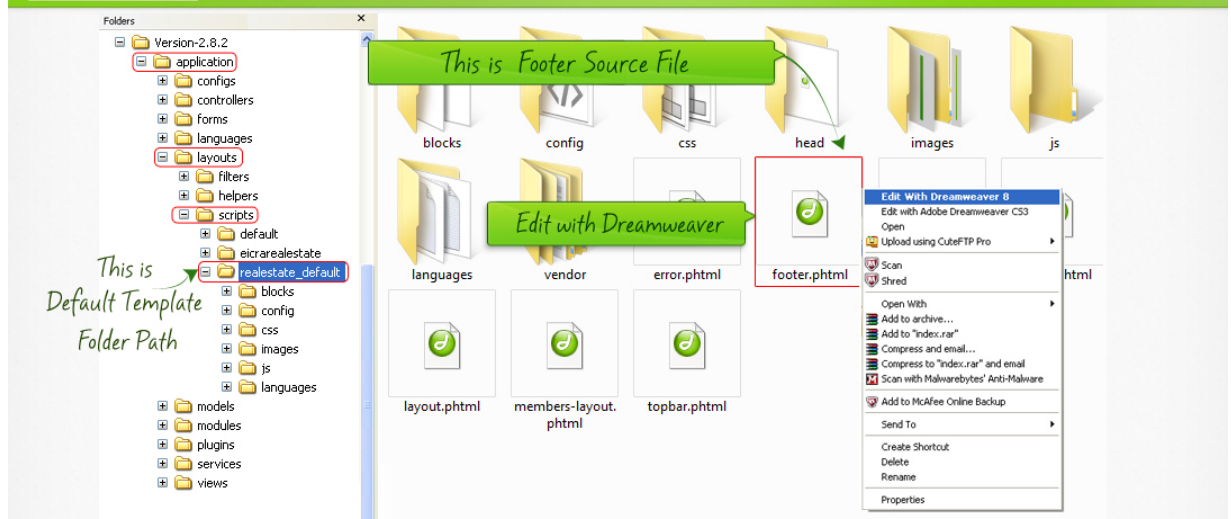 Folders
×
Version-2.8.2
application
configs
controllers
forms
languages
layouts
filters
helpers
scripts
default
eicrarealestate
realestate_default
blocks
config
css
images
js
languages
models
modules
plugins
services
views
This is
Default Template
Folder Path
This is Footer Source File
blocks
config
css
head
images
js
Edit with Dreamweaver
languages
vendor
error.phtml
footer.phtml
html
layout.phtml
members-layout.
phtml
topbar.phtml
Edit With Dreamweaver 8
Edit with Adobe Dreamweaver CS3
Open
Upload using CuteFTP Pro
Scan
Shred
Open With
Add to archive...
Add to "index.rar"
Compress and email...
Compress to "index.rar" and email
Scan with Malwarebytes' Anti-Malware
Add to McAfee Online Backup
Send To
Create Shortcut
Delete
Rename
Properties